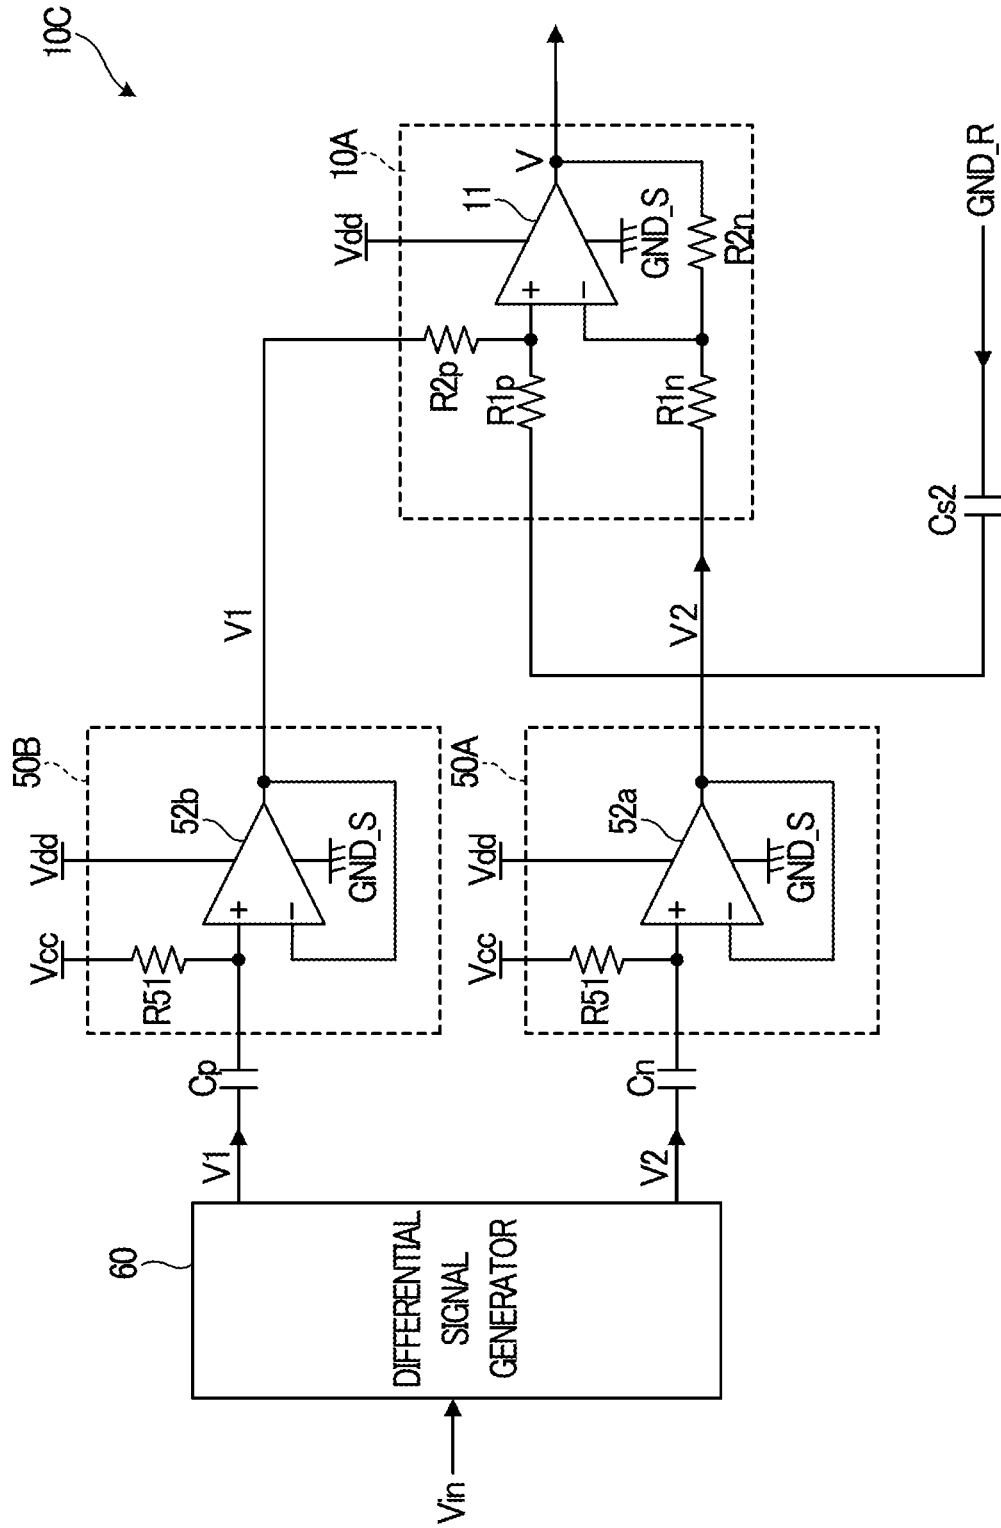 10C
Vin
60
DIFFERENTIAL
SIGNAL
GENERATOR
V1
V2
Cp
Cn
50B
Vcc
Vdd
R51
52b
+
−
GND_S
V1
50A
Vcc
Vdd
R51
52a
+
−
GND_S
V2
10A
Vdd
R2p
R1p
11
+
−
V
GND_S
R1n
R2n
Cs2
GND_R